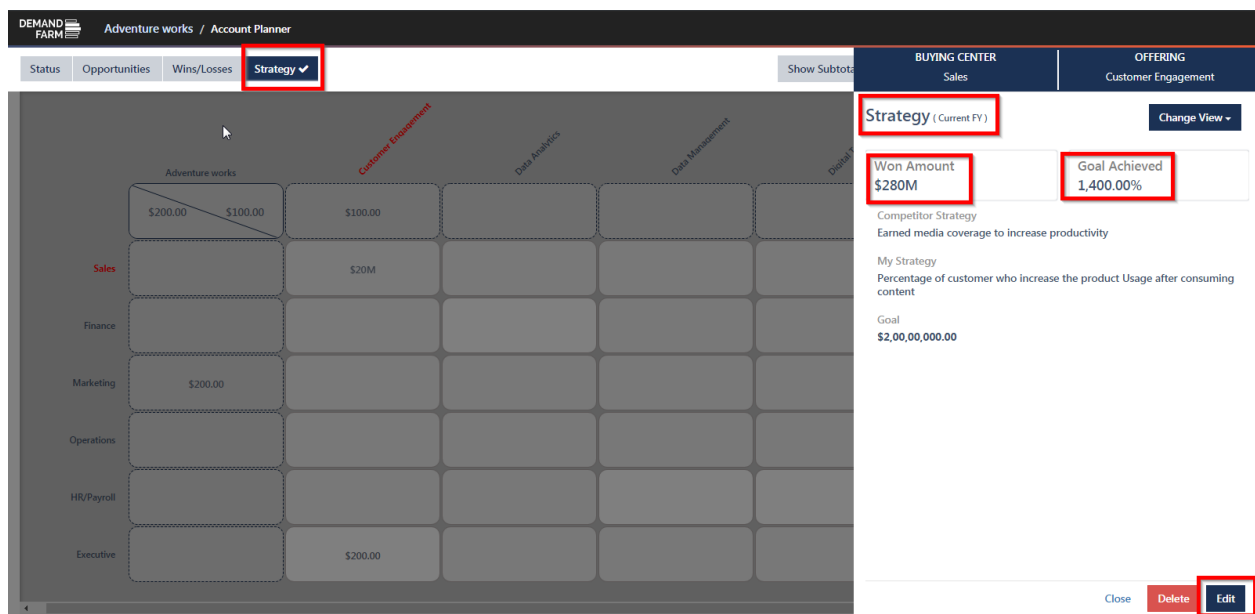 DEMAND
FARM
Adventure works / Account Planner
Status Opportunities Wins/Losses Strategy ✔ Show Subtota
BUYING CENTER
Sales
OFFERING
Customer Engagement
Customer Engagement
Data Analytics
Data Management
Digital T
Adventure works
$200.00 $100.00 $100.00
Sales $20M
Finance
Marketing $200.00
Operations
HR/Payroll
Executive $200.00
Strategy ( Current FY )
Change View
Won Amount
$280M
Goal Achieved
1,400.00%
Competitor Strategy
Earned media coverage to increase productivity
My Strategy
Percentage of customer who increase the product Usage after consuming
content
Goal
$2,00,00,000.00
Close Delete Edit